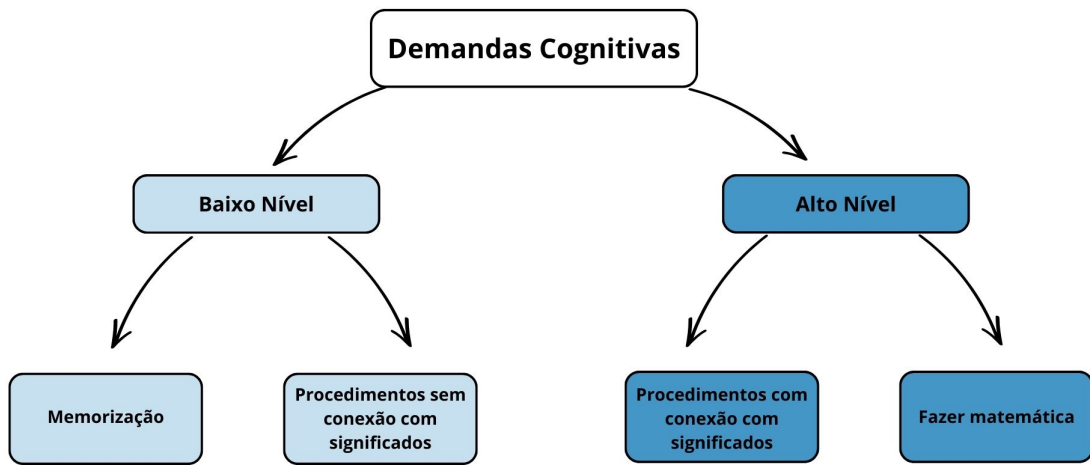 Demandas Cognitivas
Baixo Nível
Alto Nível
Memorização
Procedimentos sem
conexão com
significados
Procedimentos com
conexão com
significados
Fazer matemática